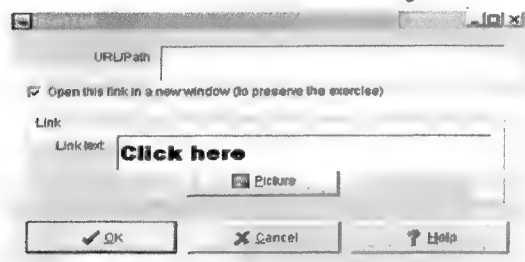 URL/Path
Open this link in a new window (to preserve the exercise)
Link
Link text
Click here
Picture
OK Cancel Help